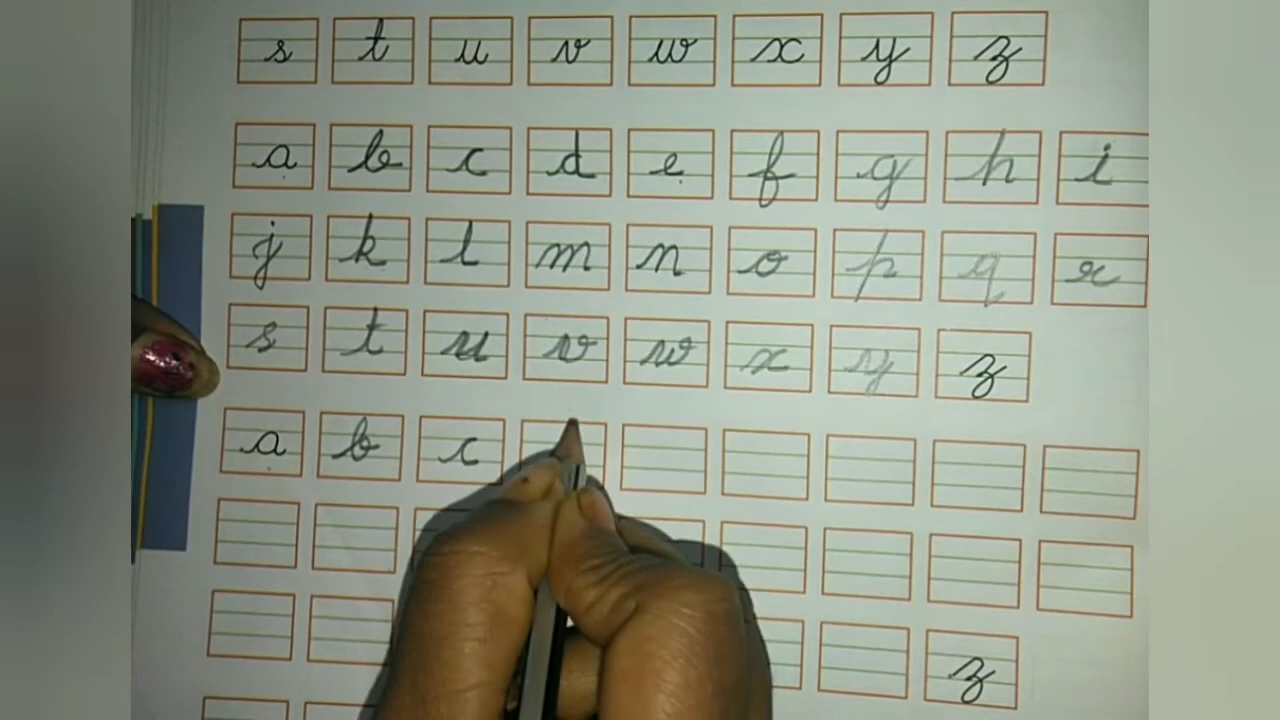 s t u v w x y z
a b c d e f g h i
j k l m n o p q r
s t u v w x y z
a b c
z